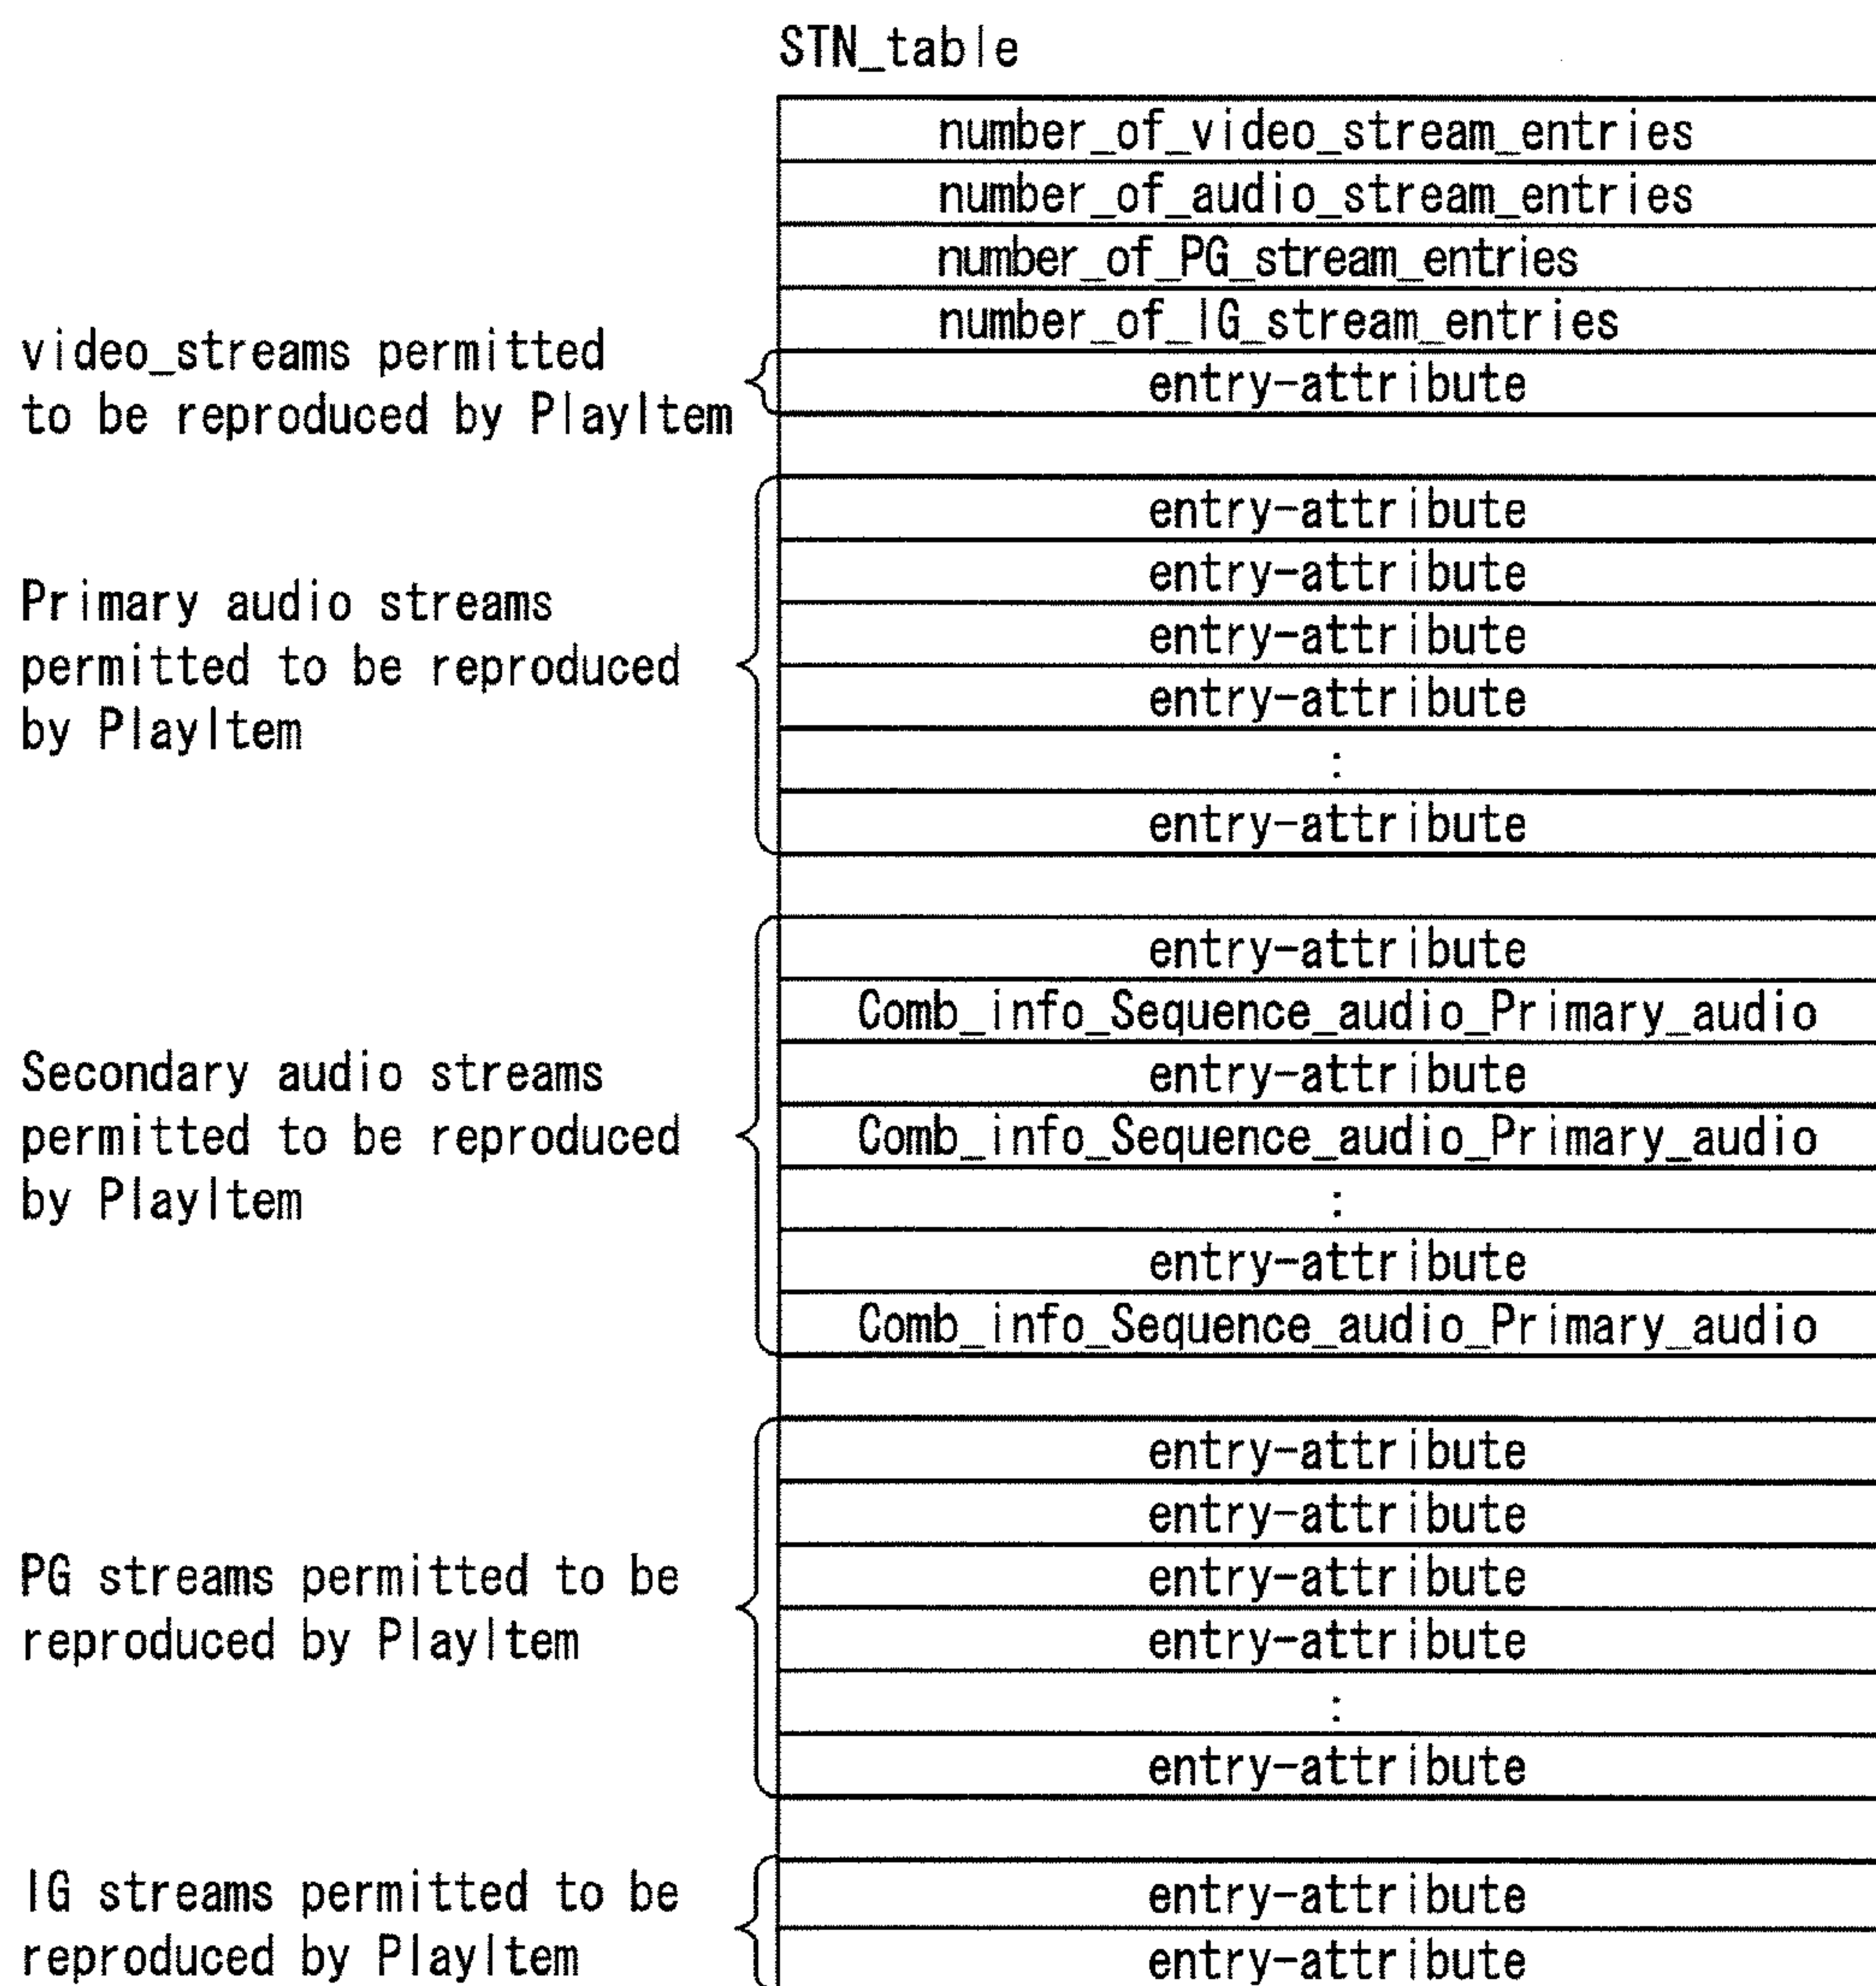 STN_table
number_of_video_stream_entries
number_of_audio_stream_entries
number_of_PG_stream_entries
number_of_IG_stream_entries
video_streams permitted
to be reproduced by PlayItem
entry-attribute
Primary audio streams
permitted to be reproduced
by PlayItem
entry-attribute
entry-attribute
entry-attribute
entry-attribute
:
entry-attribute
Secondary audio streams
permitted to be reproduced
by PlayItem
entry-attribute
Comb_info_Sequence_audio_Primary_audio
entry-attribute
Comb_info_Sequence_audio_Primary_audio
:
entry-attribute
Comb_info_Sequence_audio_Primary_audio
PG streams permitted to be
reproduced by PlayItem
entry-attribute
entry-attribute
entry-attribute
entry-attribute
:
entry-attribute
IG streams permitted to be
reproduced by PlayItem
entry-attribute
entry-attribute